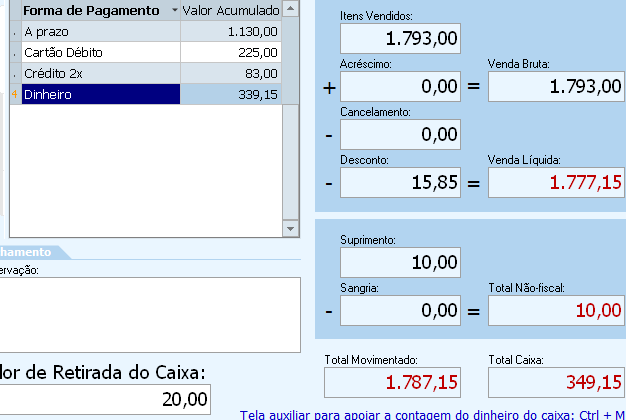 Forma de Pagamento Valor Acumulado
A prazo 1.130,00
Cartão Débito 225,00
Crédito 2x 83,00
Dinheiro 339,15
Itens Vendidos:
1.793,00
Acréscimo: Venda Bruta:
+ 0,00 = 1.793,00
Cancelamento:
- 0,00
Desconto: Venda Líquida:
- 15,85 = 1.777,15
hamento
ervação:
Suprimento:
10,00
Sangria: Total Não-fiscal:
- 0,00 = 10,00
lor de Retirada do Caixa:
20,00
Total Movimentado: Total Caixa:
1.787,15 349,15
Tela auxiliar para apoiar a contagem do dinheiro do caixa: Ctrl + M